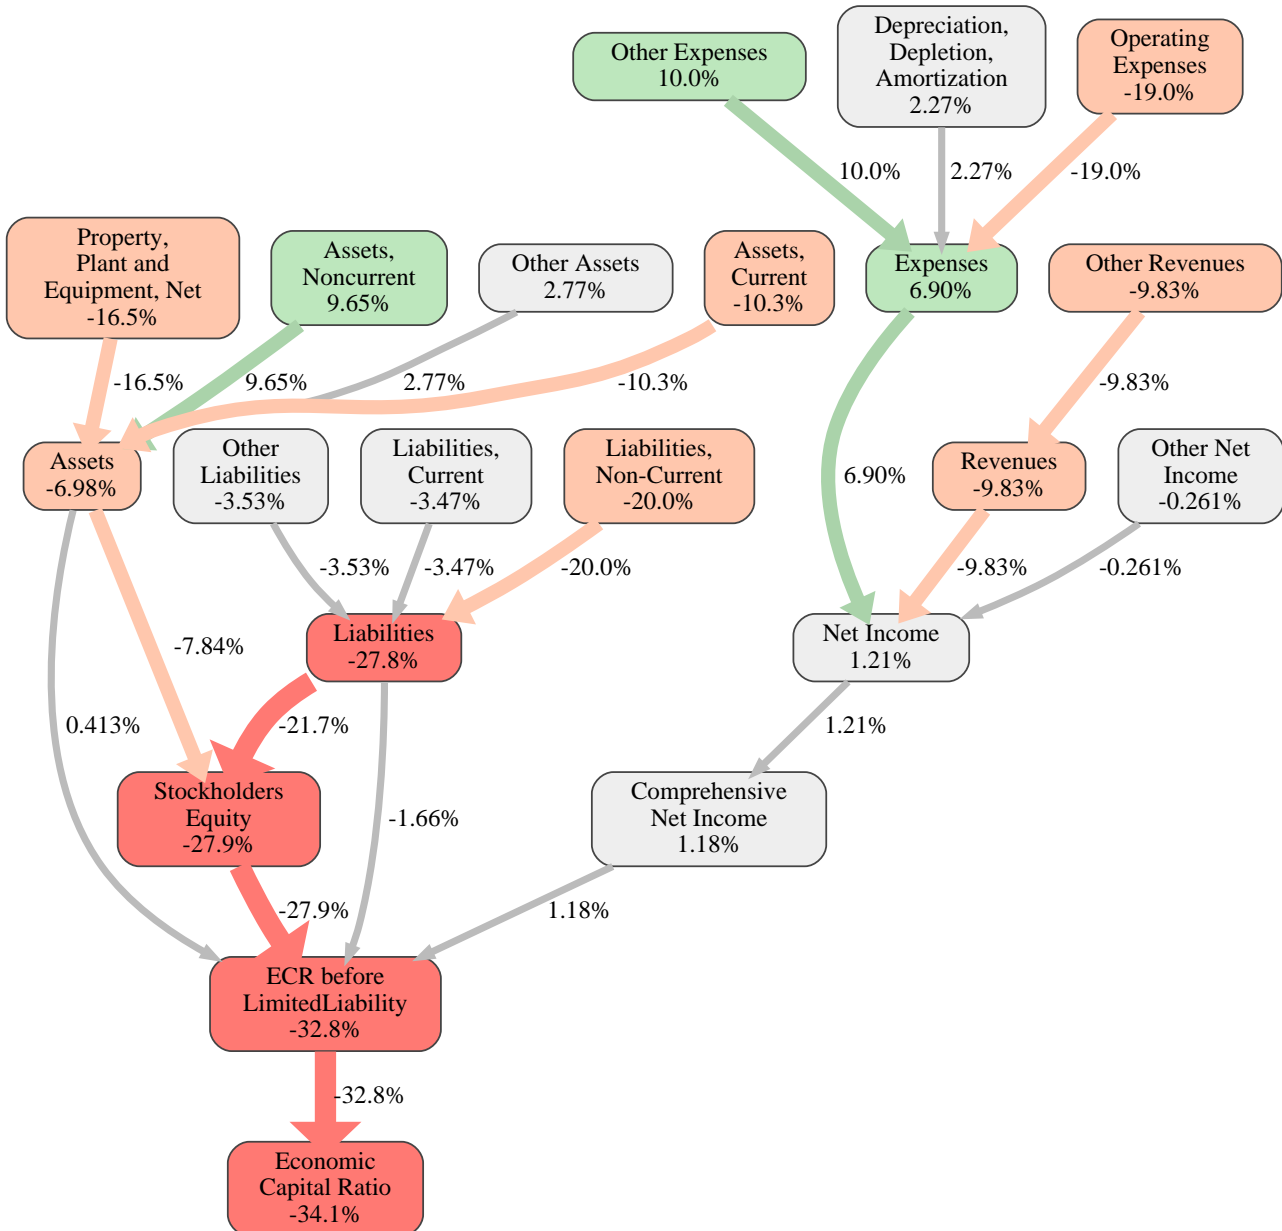 Other Expenses
10.0%
Depreciation,
Depletion,
Amortization
2.27%
Operating
Expenses
-19.0%
10.0%
2.27%
-19.0%
Property,
Plant and
Equipment, Net
-16.5%
Assets,
Noncurrent
9.65%
Other Assets
2.77%
Assets,
Current
-10.3%
Expenses
6.90%
Other Revenues
-9.83%
-16.5%
9.65%
2.77%
-10.3%
-9.83%
Assets
-6.98%
Other
Liabilities
-3.53%
Liabilities,
Current
-3.47%
Liabilities,
Non-Current
-20.0%
6.90%
Revenues
-9.83%
Other Net
Income
-0.261%
-3.53%
-3.47%
-20.0%
-9.83%
-0.261%
Liabilities
-27.8%
Net Income
1.21%
-7.84%
0.413%
-21.7%
1.21%
Stockholders
Equity
-27.9%
-1.66%
Comprehensive
Net Income
1.18%
-27.9%
1.18%
ECR before
LimitedLiability
-32.8%
-32.8%
Economic
Capital Ratio
-34.1%